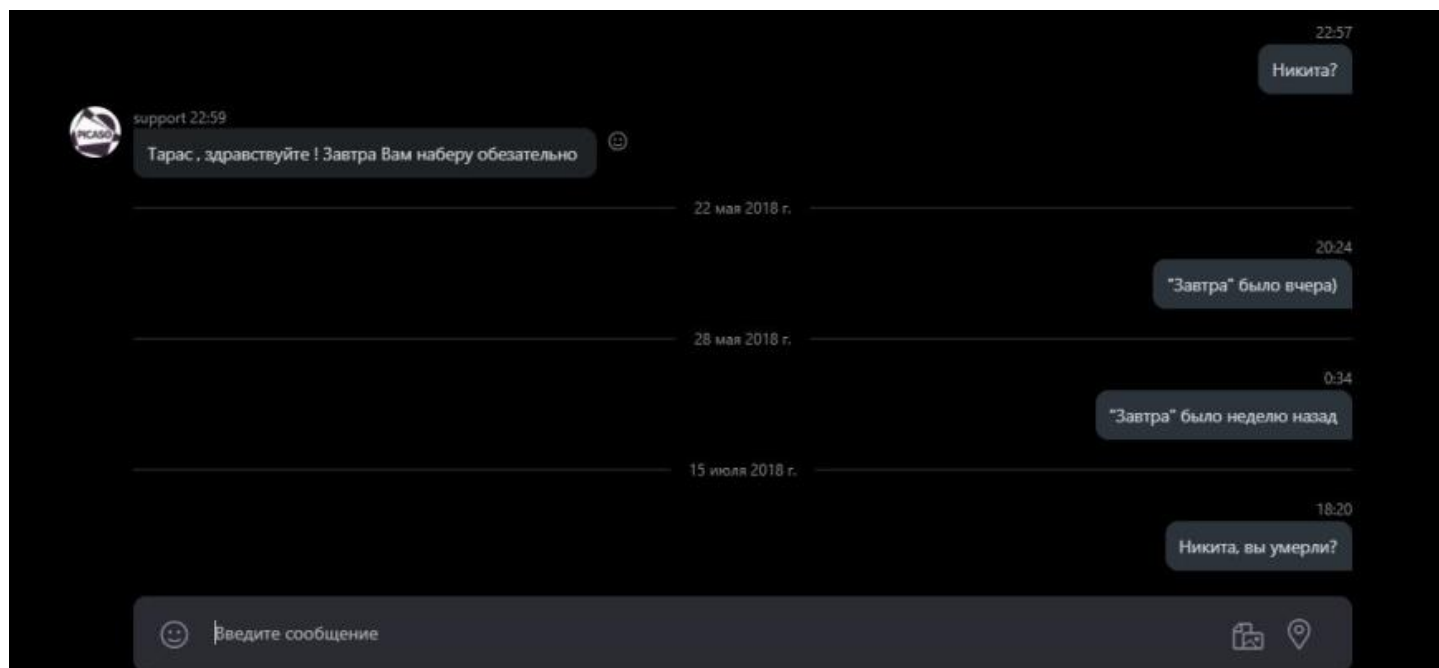 22:57
Никита?
PICASO
support 22:59
Тарас , здравствуйте ! Завтра Вам наберу обезательно
22 мая 2018 г.
20:24
"Завтра" было вчера)
28 мая 2018 г.
0:34
"Завтра" было неделю назад
15 июля 2018 г.
18:20
Никита, вы умерли?
Введите сообщение